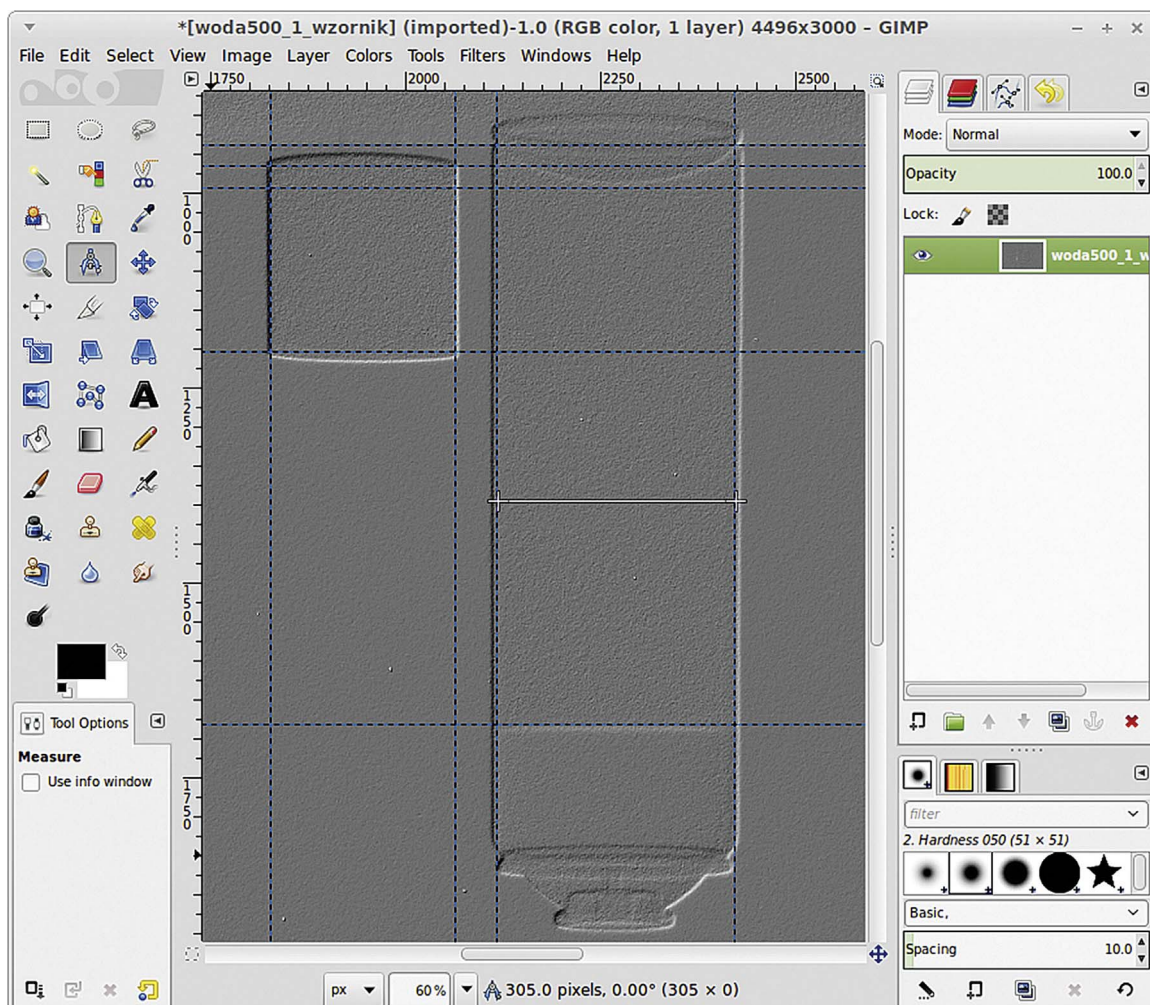 *[woda500_1_wzornik] (imported)-1.0 (RGB color, 1 layer) 4496x3000 – GIMP
File Edit Select View Image Layer Colors Tools Filters Windows Help
1750 2000 2250 2500
1000
1250
1500
1750
Mode: Normal
Opacity 100.0
Lock:
woda500_1_w
A
Tool Options
Measure
Use info window
filter
2. Hardness 050 (51 × 51)
Basic,
Spacing 10.0
px 60% 305.0 pixels, 0.00° (305 × 0)